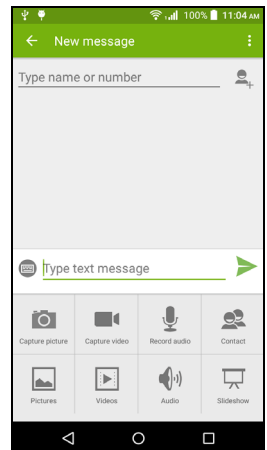 100% 11:04 AM
New message
Type name or number
Type text message
Capture picture Capture video Record audio Contact
Pictures Videos Audio Slideshow